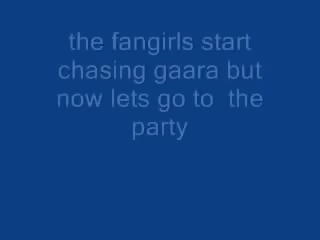 the fangirls start
chasing gaara but
now lets go to  the
party